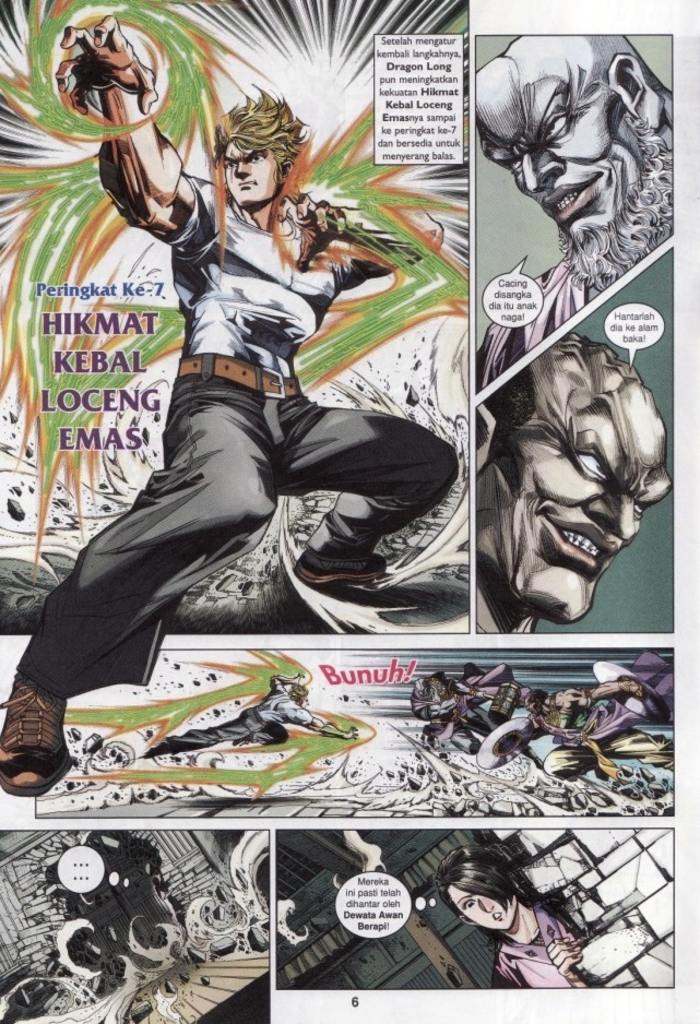 Setelah mengatur
kembali langkahnya,
Dragon Long
pun meningkatkan
kekuatan Hikmat
Kebal Loceng
Emasnya sampai
ke peringkat ke-7
dan bersedia untuk
menyerang balas.
Peringkat Ke-7
HIKMAT
KEBAL
LOCENG
EMAS
Cacing
disangka
dia itu anak
naga!
Hantarlah
dia ke alam
baka!
Bunuh!
...
...
Mereka
ini pasti telah
dihantar oleh
Dewata Awan
Berapi!
6